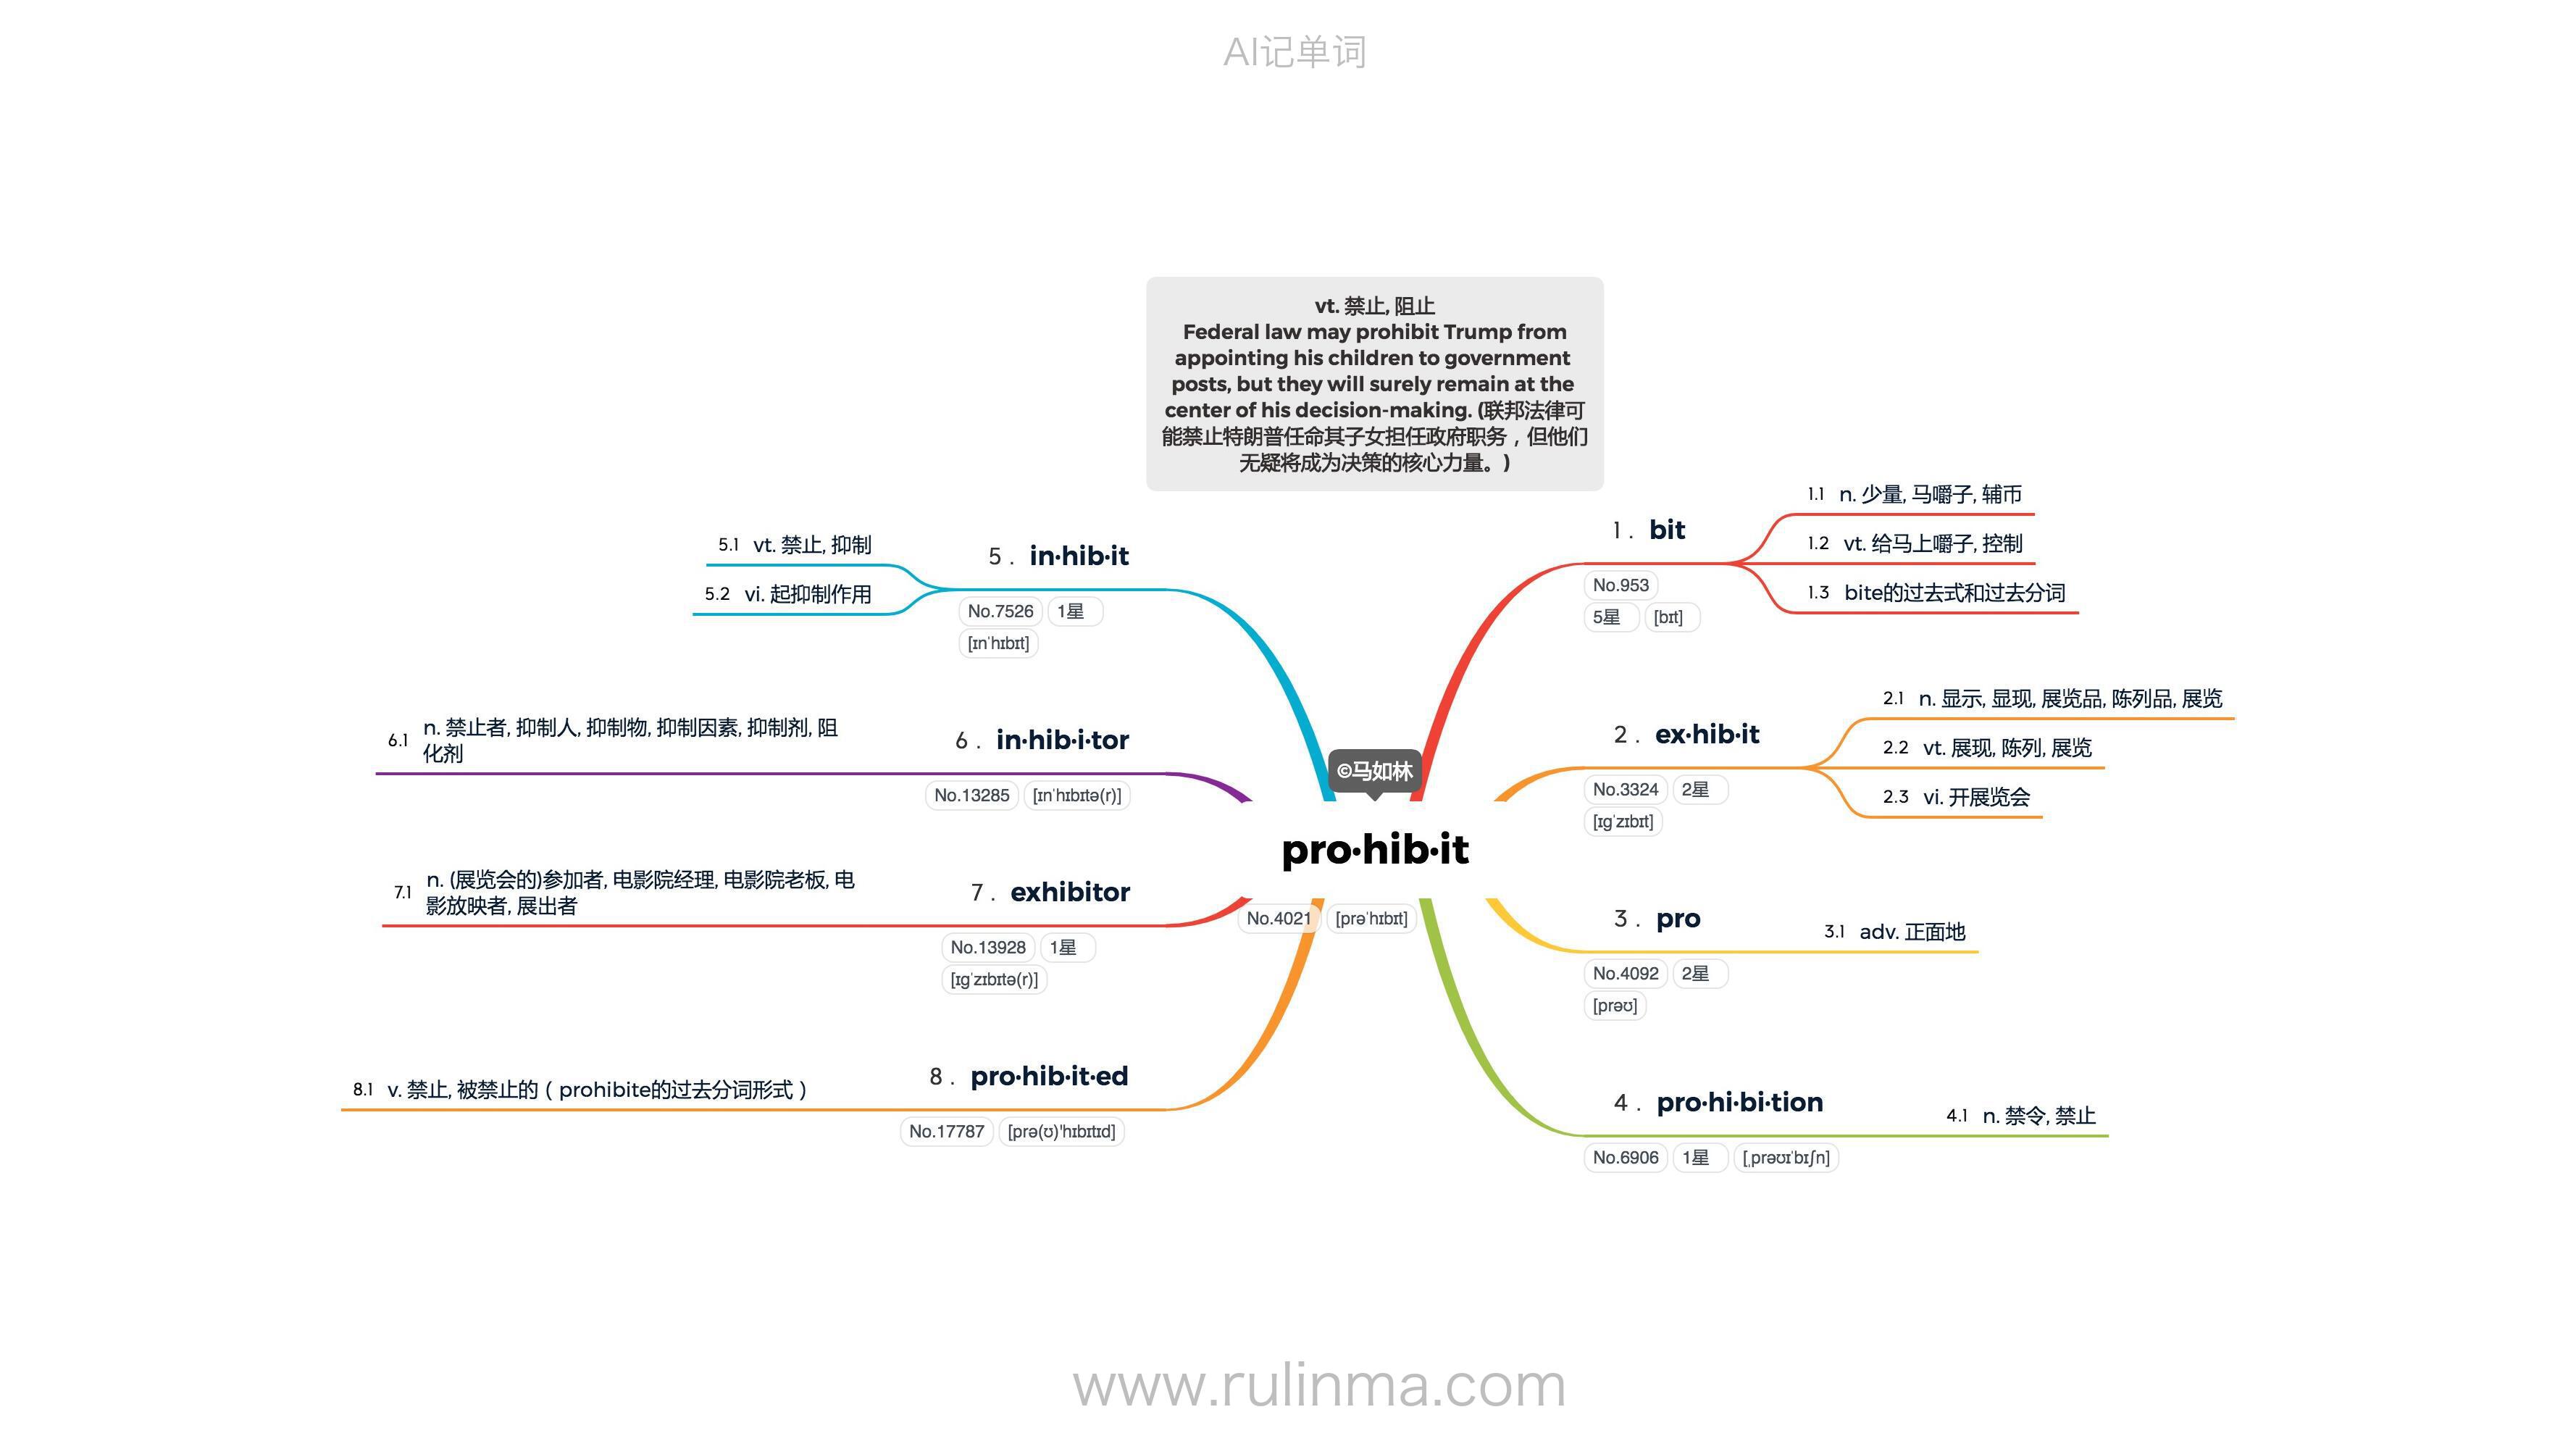 AI记单词
vt. 禁止, 阻止
Federal law may prohibit Trump from
appointing his children to government
posts, but they will surely remain at the
center of his decision-making. (联邦法律可
能禁止特朗普任命其子女担任政府职务，但他们
无疑将成为决策的核心力量。)
©马如林
pro·hib·it
No.4021 [prəˈhɪbɪt]
1 . bit
No.953
5星 [bɪt]
1.1 n. 少量, 马嚼子, 辅币
1.2 vt. 给马上嚼子, 控制
1.3 bite的过去式和过去分词
2 . ex·hib·it
No.3324 2星
[ɪɡˈzɪbɪt]
2.1 n. 显示, 显现, 展览品, 陈列品, 展览
2.2 vt. 展现, 陈列, 展览
2.3 vi. 开展览会
3 . pro
No.4092 2星
[prəʊ]
3.1 adv. 正面地
4 . pro·hi·bi·tion
No.6906 1星 [ˌprəʊɪˈbɪʃn]
4.1 n. 禁令, 禁止
5 . in·hib·it
No.7526 1星
[ɪnˈhɪbɪt]
5.1 vt. 禁止, 抑制
5.2 vi. 起抑制作用
6 . in·hib·i·tor
No.13285 [ɪnˈhɪbɪtə(r)]
6.1 n. 禁止者, 抑制人, 抑制物, 抑制因素, 抑制剂, 阻
化剂
7 . exhibitor
No.13928 1星
[ɪɡˈzɪbɪtə(r)]
7.1 n. (展览会的)参加者, 电影院经理, 电影院老板, 电
影放映者, 展出者
8 . pro·hib·it·ed
No.17787 [prə(ʊ)'hɪbɪtɪd]
8.1 v. 禁止, 被禁止的（prohibite的过去分词形式）
www.rulinma.com